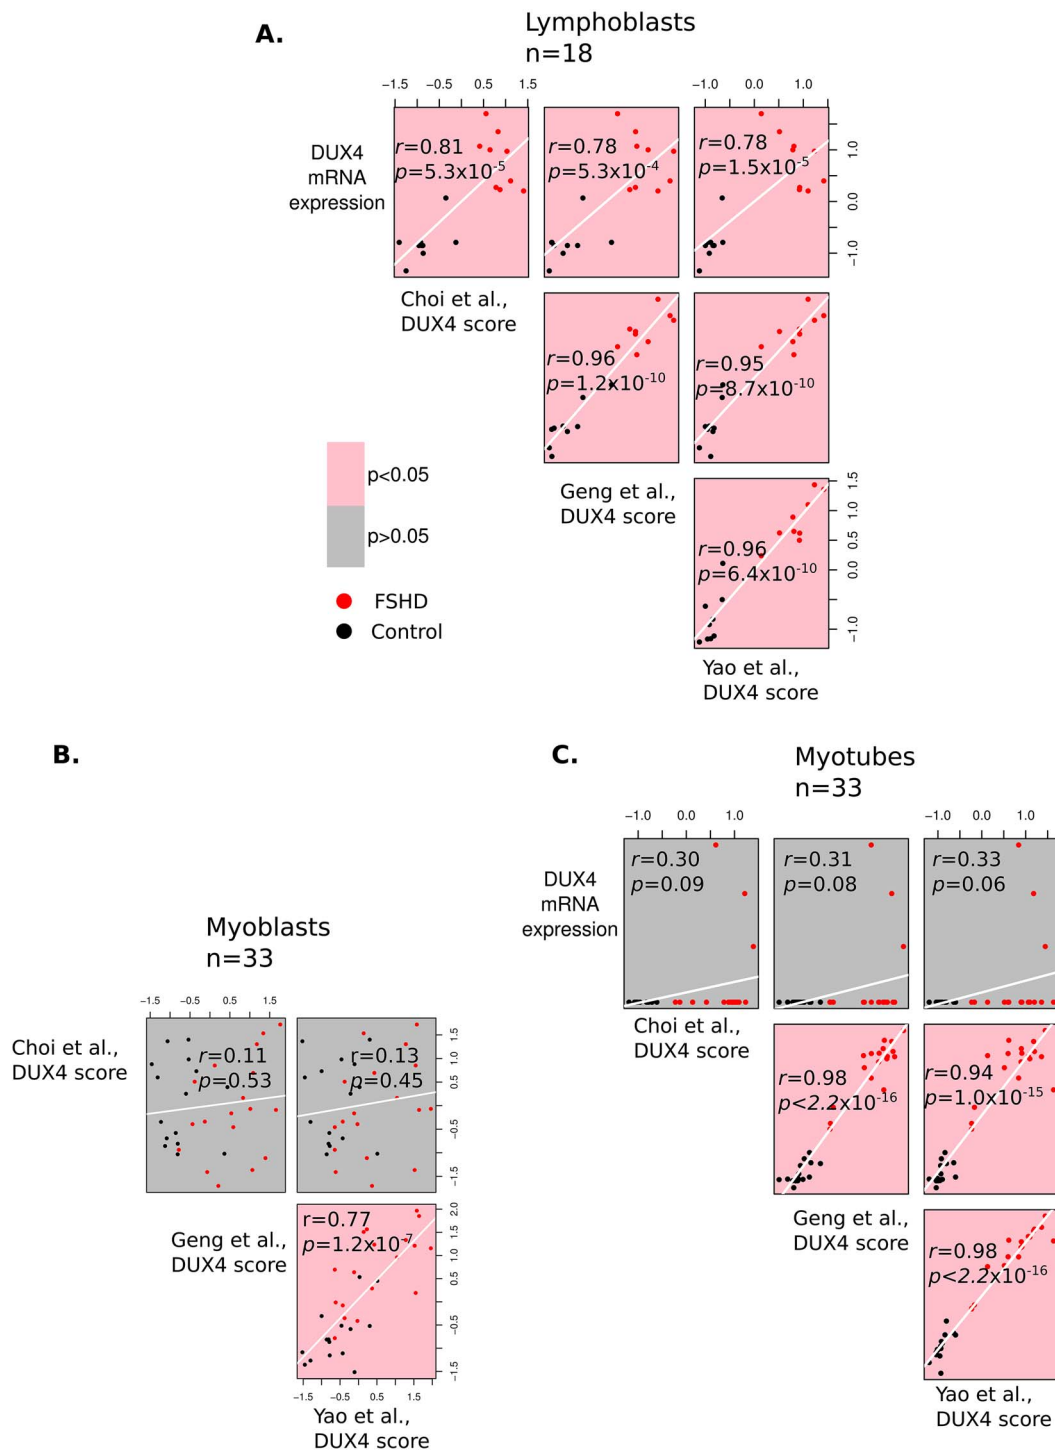 A.
Lymphoblasts
n=18
−1.5 −0.5 0.5 1.5
−1.0 0.0 1.0
DUX4
mRNA
expression
r=0.81
p=5.3x10-5
r=0.78
p=5.3x10-4
r=0.78
p=1.5x10-5
1.0
0.0
−1.0
Choi et al.,
DUX4 score
r=0.96
p=1.2x10-10
r=0.95
p=8.7x10-10
p<0.05
p>0.05
FSHD
Control
Geng et al.,
DUX4 score
r=0.96
p=6.4x10-10
1.5
1.0
0.5
0.0
−1.0
Yao et al.,
DUX4 score
B.
Myoblasts
n=33
−1.5 −0.5 0.5 1.5
Choi et al.,
DUX4 score
r=0.11
p=0.53
r=0.13
p=0.45
1.5
0.5
−0.5
−1.5
Geng et al.,
DUX4 score
r=0.77
p=1.2x10-7
2.0
1.5
1.0
0.5
−0.5
−1.5
−1.5 −0.5 0.5 1.5
Yao et al.,
DUX4 score
C.
Myotubes
n=33
−1.0 0.0 1.0
−1.0 0.0 1.0
DUX4
mRNA
expression
r=0.30
p=0.09
r=0.31
p=0.08
r=0.33
p=0.06
Choi et al.,
DUX4 score
r=0.98
p<2.2x10-16
r=0.94
p=1.0x10-15
Geng et al.,
DUX4 score
r=0.98
p<2.2x10-16
Yao et al.,
DUX4 score